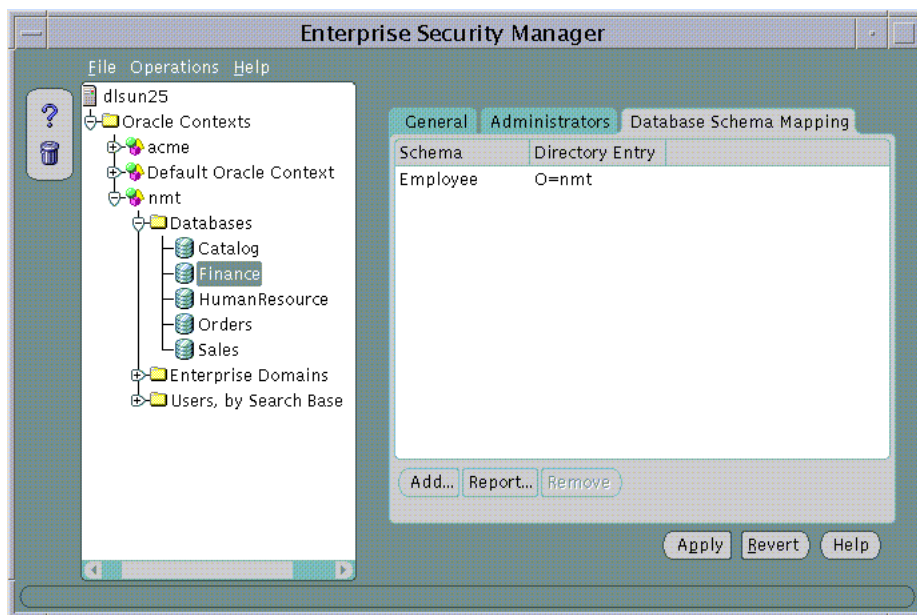 Enterprise Security Manager
File Operations Help
dlsun25
Oracle Contexts
acme
Default Oracle Context
nmt
Databases
Catalog
Finance
HumanResource
Orders
Sales
Enterprise Domains
Users, by Search Base
?
General Administrators Database Schema Mapping
Schema Directory Entry
Employee O=nmt
Add... Report... Remove
Apply Revert Help